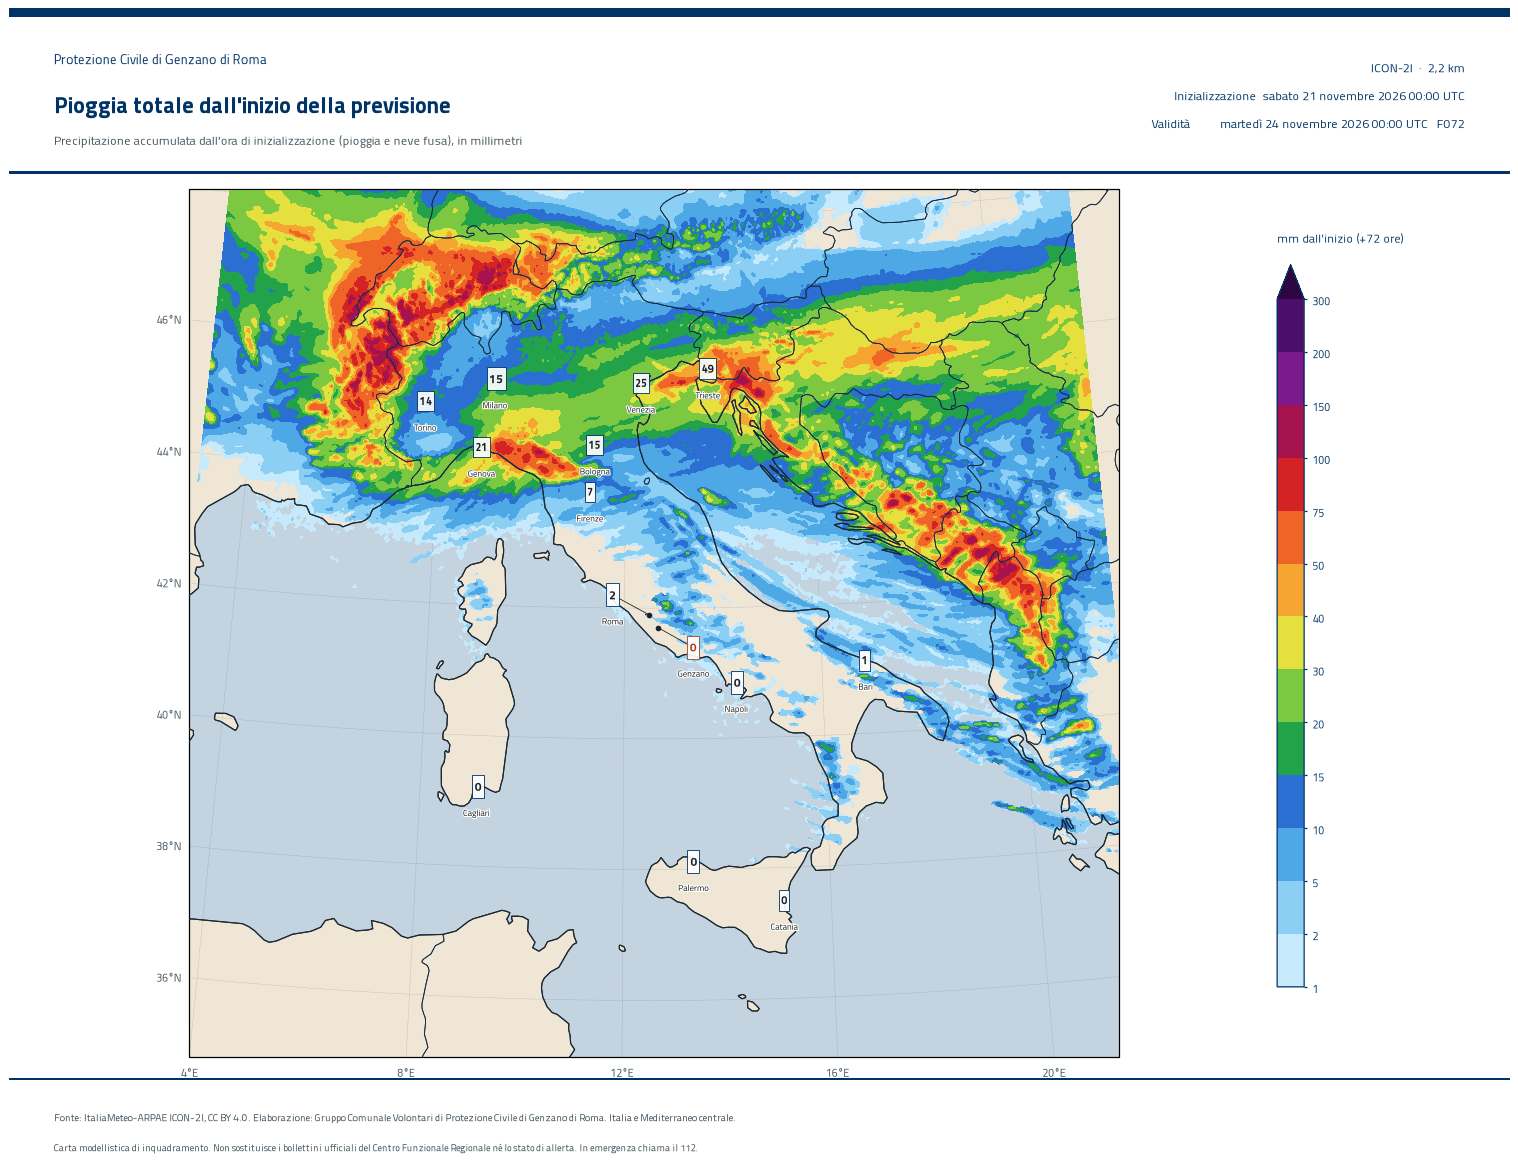 Protezione Civile di Genzano di Roma
Pioggia totale dall'inizio della previsione
Precipitazione accumulata dall'ora di inizializzazione (pioggia e neve fusa), in millimetri
ICON-2I · 2,2 km
Inizializzazione sabato 21 novembre 2026 00:00 UTC
Validità martedì 24 novembre 2026 00:00 UTC F072
mm dall'inizio (+72 ore)
300
200
150
100
75
50
40
30
20
15
10
5
2
1
46°N
44°N
42°N
40°N
38°N
36°N
4°E
8°E
12°E
16°E
20°E
49
Trieste
25
Venezia
15
Milano
14
Torino
21
Genova
15
Bologna
7
Firenze
2
Roma
0
Genzano
0
Napoli
1
Bari
0
Cagliari
0
Palermo
0
Catania
Fonte: ItaliaMeteo-ARPAE ICON-2I, CC BY 4.0. Elaborazione: Gruppo Comunale Volontari di Protezione Civile di Genzano di Roma. Italia e Mediterraneo centrale.
Carta modellistica di inquadramento. Non sostituisce i bollettini ufficiali del Centro Funzionale Regionale né lo stato di allerta. In emergenza chiama il 112.